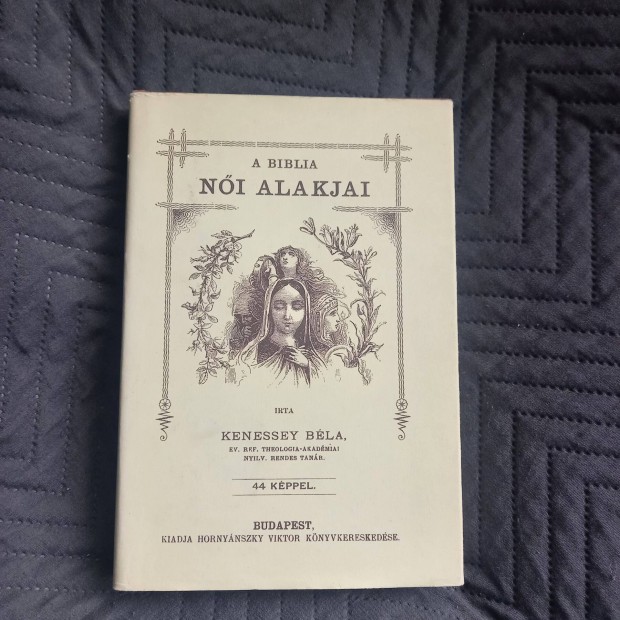 A BIBLIA
NŐI ALAKJAI
IRTA
KENESSEY BÉLA,
EV. REF. THEOLOGIA-AKADÉMIAI
NYILV. RENDES TANÁR.
44 KÉPPEL.
BUDAPEST,
KIADJA HORNYÁNSZKY VIKTOR KÖNYVKERESKEDÉSE.